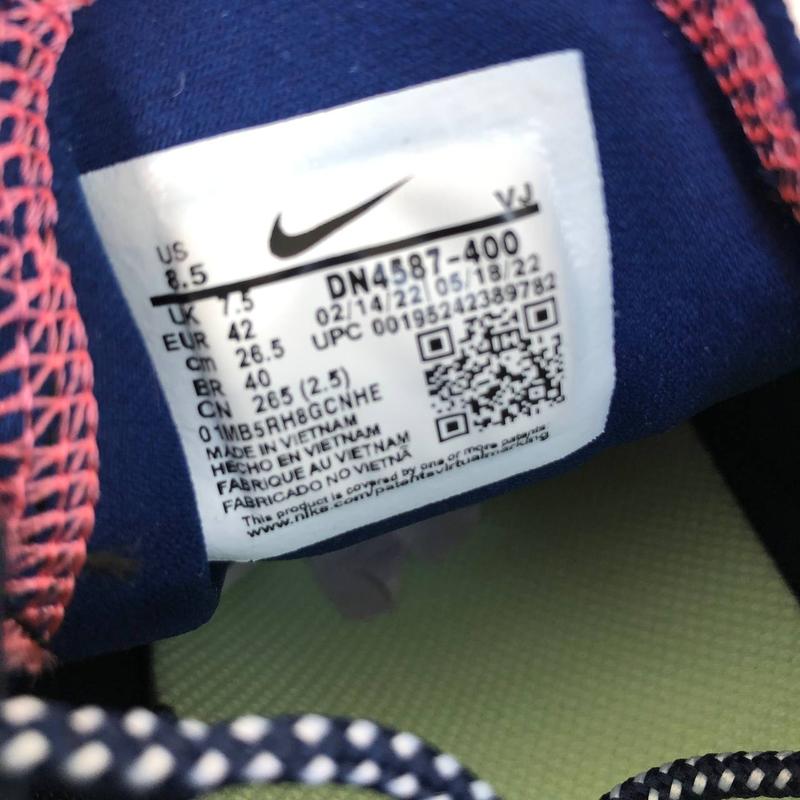 VJ
US 8.5
DN4587-400
UK 7.5
02/14/22 05/18/22
EUR 42
UPC 00195242389782
cm 26.5
BR 40
CN 265 (2.5)
01MB5RH8GCNHE
MADE IN VIETNAM
HECHO EN VIETNAM
FABRIQUE AU VIETNAM
FABRICADO NO VIETNÃ
This product is covered by one or more patents:
www.nike.com/patentsvirtualmarking